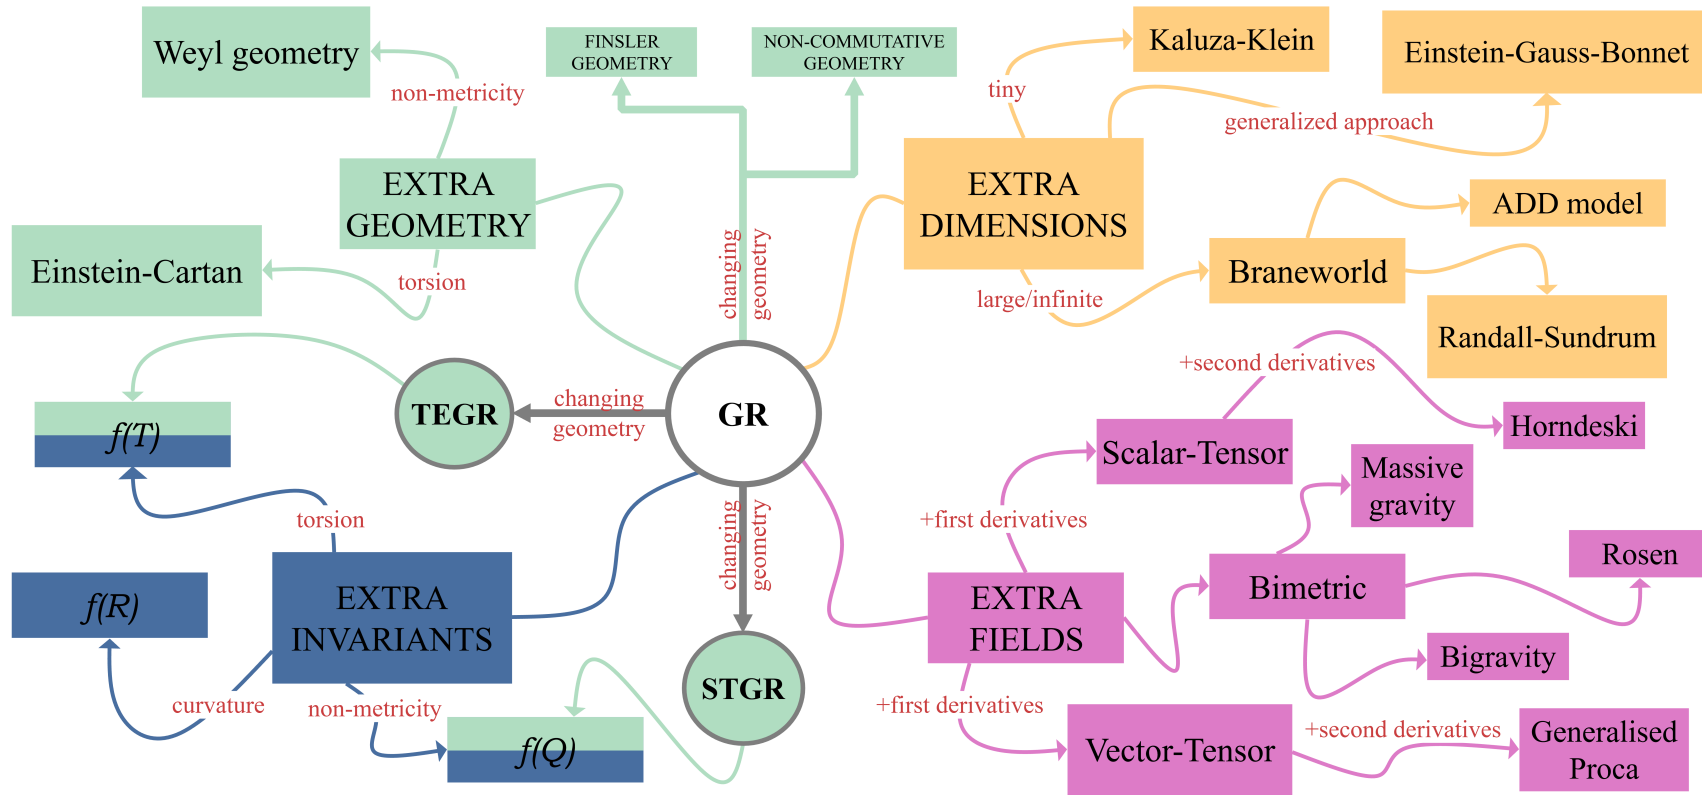 Weyl geometry
FINSLER
GEOMETRY
NON-COMMUTATIVE
GEOMETRY
Kaluza-Klein
Einstein-Gauss-Bonnet
non-metricity
tiny
generalized approach
EXTRA
GEOMETRY
EXTRA
DIMENSIONS
ADD model
Einstein-Cartan
torsion
changing
geometry
large/infinite
Braneworld
Randall-Sundrum
+second derivatives
TEGR
changing
geometry
GR
f(T)
Scalar-Tensor
Horndeski
Massive
gravity
torsion
+first derivatives
changing
geometry
Rosen
EXTRA
INVARIANTS
f(R)
EXTRA
FIELDS
Bimetric
Bigravity
curvature
non-metricity
STGR
+first derivatives
f(Q)
Vector-Tensor
+second derivatives
Generalised
Proca